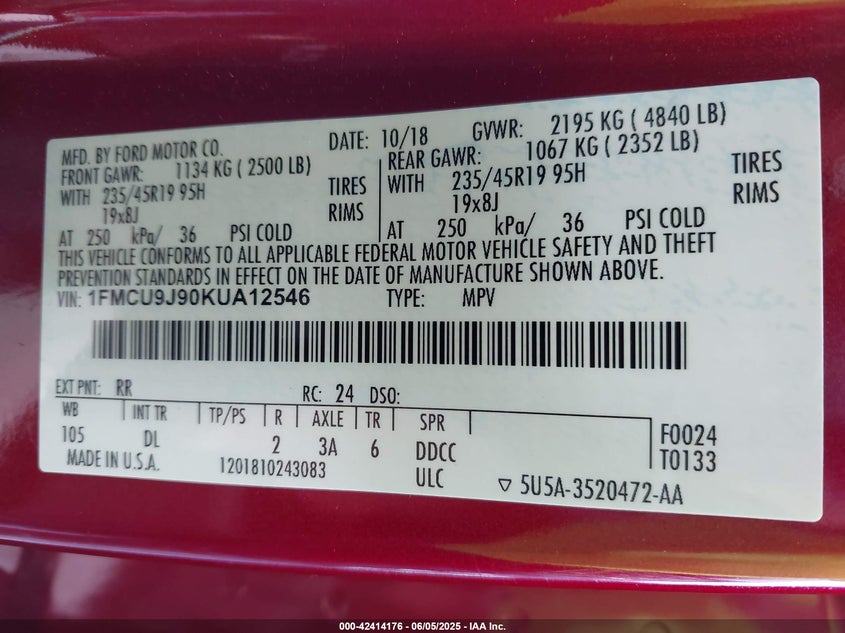 MFD. BY FORD MOTOR CO.
DATE: 10/18 GVWR: 2195 KG ( 4840 LB)
FRONT GAWR: 1134 KG ( 2500 LB)
REAR GAWR: 1067 KG ( 2352 LB)
WITH 235/45R19 95H TIRES
WITH 235/45R19 95H TIRES
19x8J RIMS
19x8J RIMS
AT 250 kPa/ 36 PSI COLD
AT 250 kPa/ 36 PSI COLD
THIS VEHICLE CONFORMS TO ALL APPLICABLE FEDERAL MOTOR VEHICLE SAFETY AND THEFT
PREVENTION STANDARDS IN EFFECT ON THE DATE OF MANUFACTURE SHOWN ABOVE.
VIN: 1FMCU9J90KUA12546 TYPE: MPV
EXT PNT: RR RC: 24 DSO:
WB INT TR TP/PS R AXLE TR SPR
105 DL 2 3A 6 DDCC
F0024
T0133
MADE IN U.S.A. 1201810243083 ULC
5U5A-3520472-AA
000-42414176 - 06/05/2025 - IAA Inc.